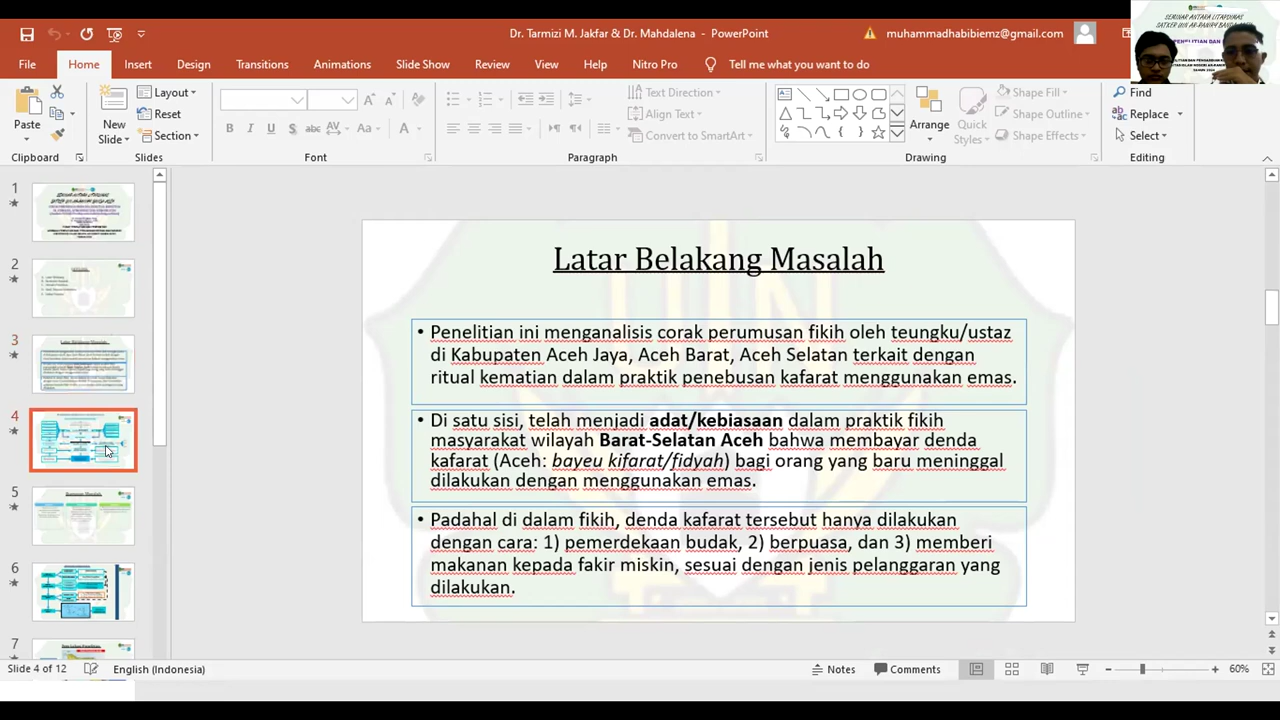 Dr. Tarmizi M. Jakfar & Dr. Mahdalena - PowerPoint
muhammadhabibiemz@gmail.com
File Home Insert Design Transitions Animations Slide Show Review View Help Nitro Pro Tell me what you want to do
Paste
New
Slide
Layout
Reset
Section
Text Direction
Align Text
Convert to SmartArt
Arrange
Quick
Styles
Shape Fill
Shape Outline
Shape Effects
Find
Replace
Select
Clipboard Slides Font Paragraph Drawing Editing
1
2
3
4
5
6
7
Latar Belakang Masalah
• Penelitian ini menganalisis corak perumusan fikih oleh teungku/ustaz
di Kabupaten Aceh Jaya, Aceh Barat, Aceh Selatan terkait dengan
ritual sematian dalam praktik penebusan kafarat menggunakan emas.
• Di satu sisi, telah menjadi adat/kebiasaan dalam praktik fikih
masyarakat wilayah Barat-Selatan Aceh bahwa membayar denda
kafarat (Aceh: bayeu kifarat/fidyah) bagi orang yang baru meninggal
dilakukan dengan menggunakan emas.
• Padahal di dalam fikih, denda kafarat tersebut hanya dilakukan
dengan cara: 1) pemerdekaan budak, 2) berpuasa, dan 3) memberi
makanan kepada fakir miskin, sesuai dengan jenis pelanggaran yang
dilakukan.
Slide 4 of 12 English (Indonesia) Notes Comments 60%